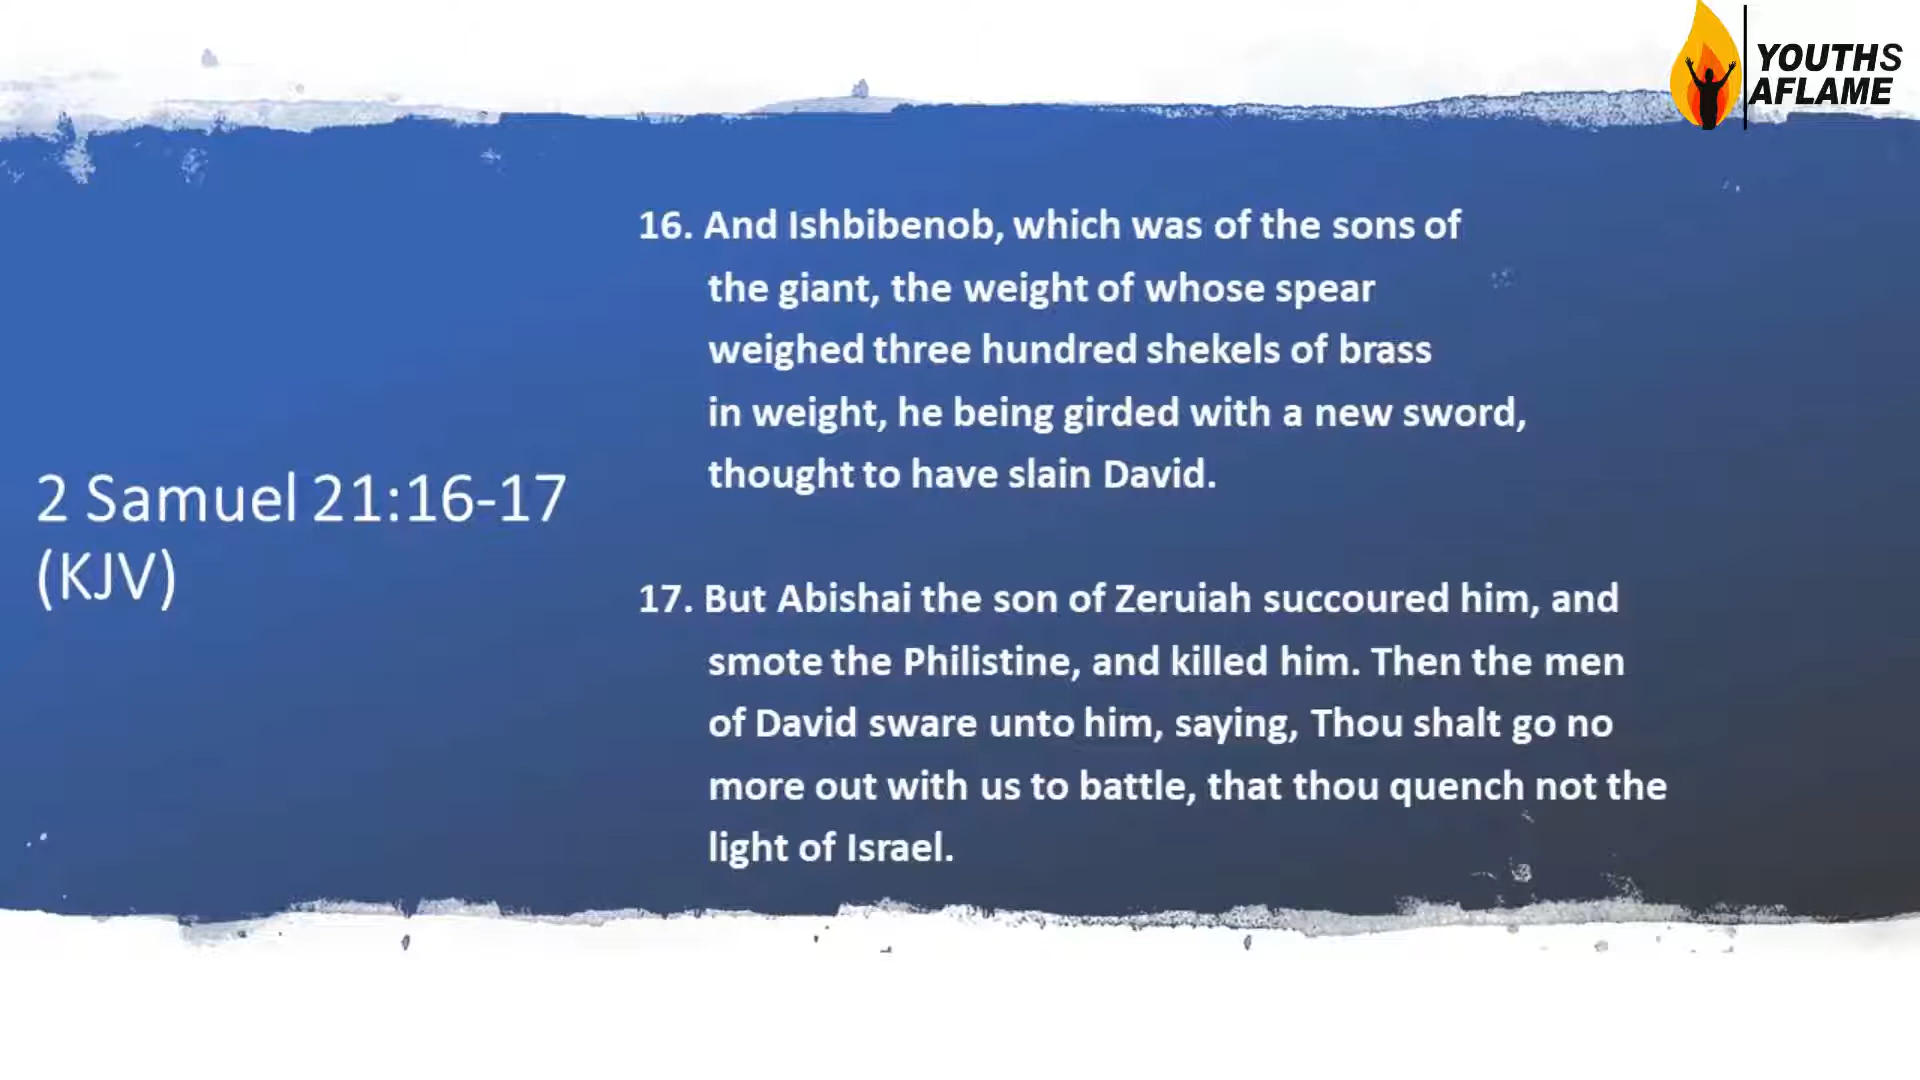 YOUTHS
AFLAME
2 Samuel 21:16-17
(KJV)
16. And Ishbibenob, which was of the sons of
the giant, the weight of whose spear
weighed three hundred shekels of brass
in weight, he being girded with a new sword,
thought to have slain David.
17. But Abishai the son of Zeruiah succoured him, and
smote the Philistine, and killed him. Then the men
of David sware unto him, saying, Thou shalt go no
more out with us to battle, that thou quench not the
light of Israel.